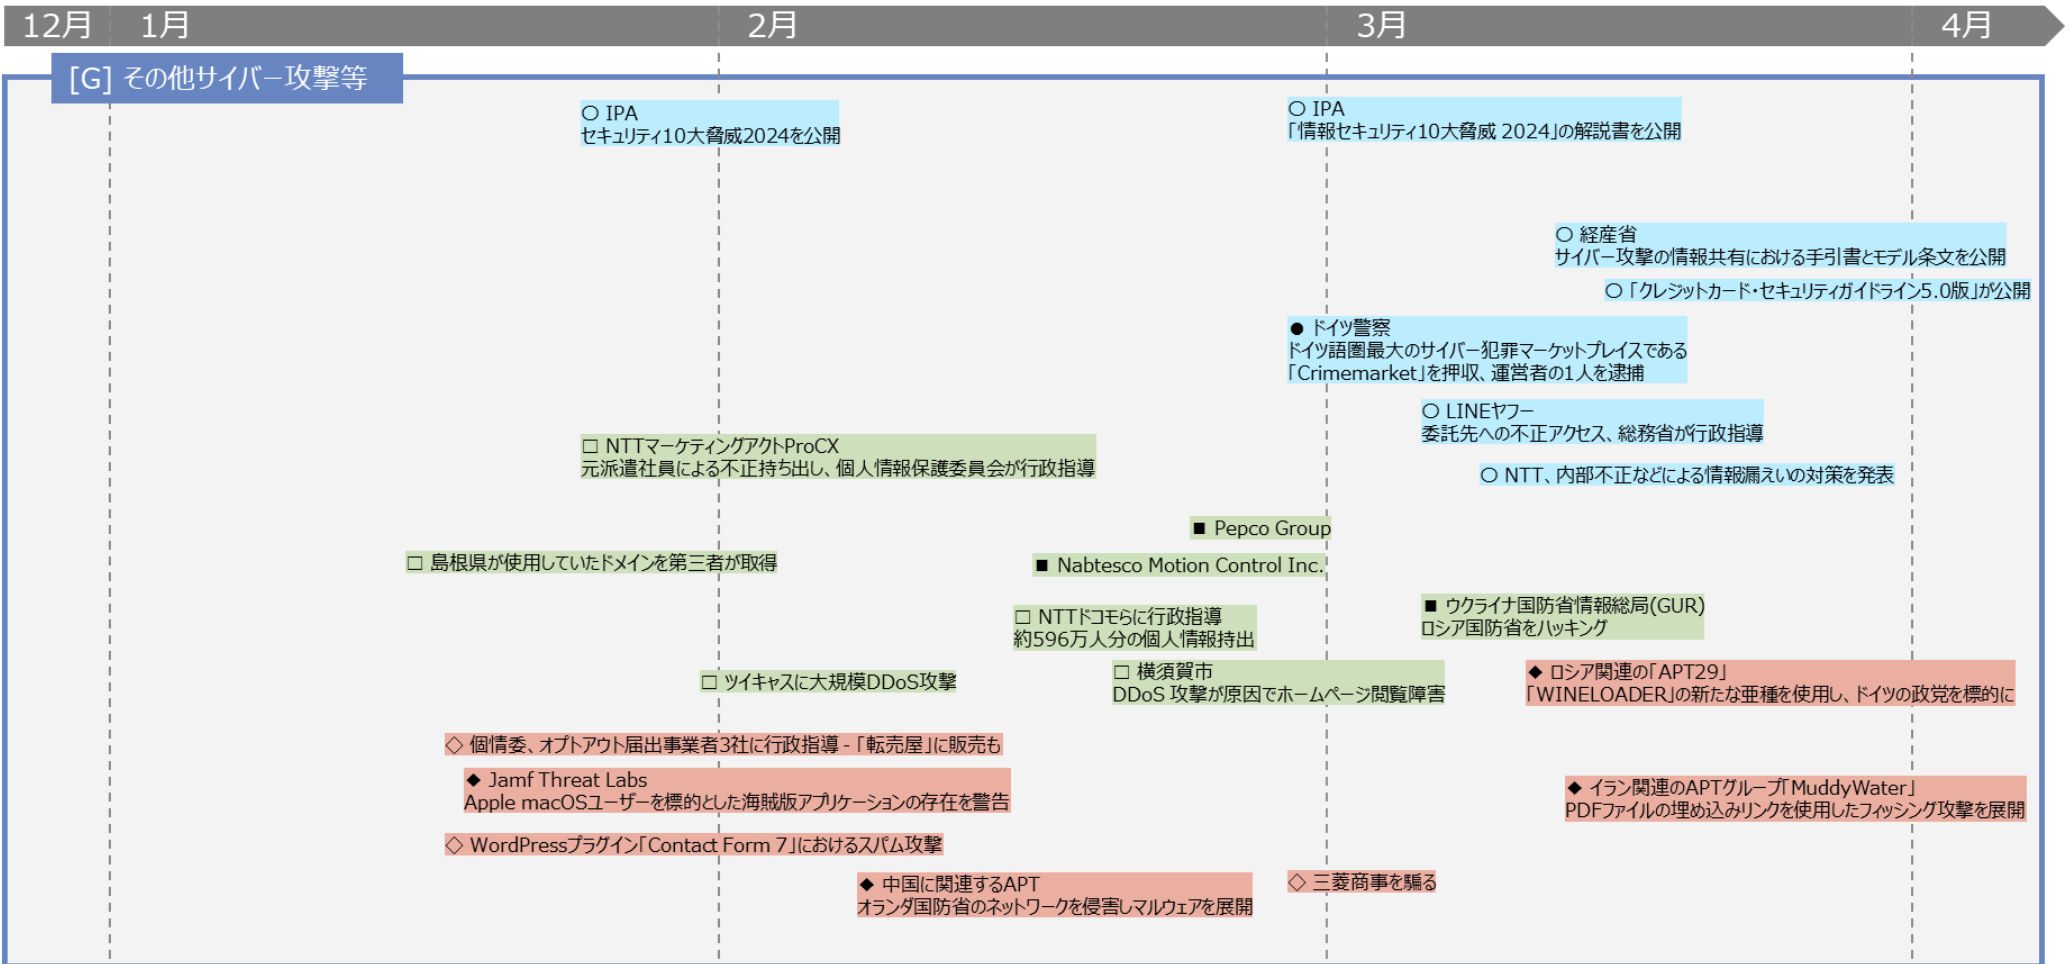 12月 1月 2月 3月 4月
[G] その他サイバー攻撃等
○ IPA
セキュリティ10大脅威2024を公開
○ IPA
「情報セキュリティ10大脅威 2024」の解説書を公開
○ 経産省
サイバー攻撃の情報共有における手引書とモデル条文を公開
○ 「クレジットカード・セキュリティガイドライン5.0版」が公開
● ドイツ警察
ドイツ語圏最大のサイバー犯罪マーケットプレイスである
「Crimemarket」を押収、運営者の1人を逮捕
○ LINEヤフー
委託先への不正アクセス、総務省が行政指導
□ NTTマーケティングアクトProCX
元派遣社員による不正持ち出し、個人情報保護委員会が行政指導
○ NTT、内部不正などによる情報漏えいの対策を発表
■ Pepco Group
□ 島根県が使用していたドメインを第三者が取得
■ Nabtesco Motion Control Inc.
□ NTTドコモらに行政指導
約596万人分の個人情報持出
■ ウクライナ国防省情報総局(GUR)
ロシア国防省をハッキング
□ ツイキャスに大規模DDoS攻撃
□ 横須賀市
DDoS 攻撃が原因でホームページ閲覧障害
◆ ロシア関連の「APT29」
「WINELOADER」の新たな亜種を使用し、ドイツの政党を標的に
◇ 個情委、オプトアウト届出事業者3社に行政指導 - 「転売屋」に販売も
◆ Jamf Threat Labs
Apple macOSユーザーを標的とした海賊版アプリケーションの存在を警告
◆ イラン関連のAPTグループ「MuddyWater」
PDFファイルの埋め込みリンクを使用したフィッシング攻撃を展開
◇ WordPressプラグイン「Contact Form 7」におけるスパム攻撃
◆ 中国に関連するAPT
オランダ国防省のネットワークを侵害しマルウェアを展開
◇ 三菱商事を騙る